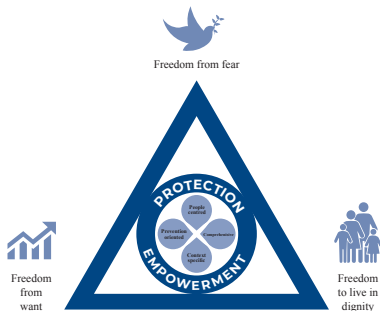 Freedom from fear
PROTECTION
People
centred
Prevention
oriented
Comprehensive
Context
specific
EMPOWERMENT
Freedom
from
want
Freedom
to live in
dignity